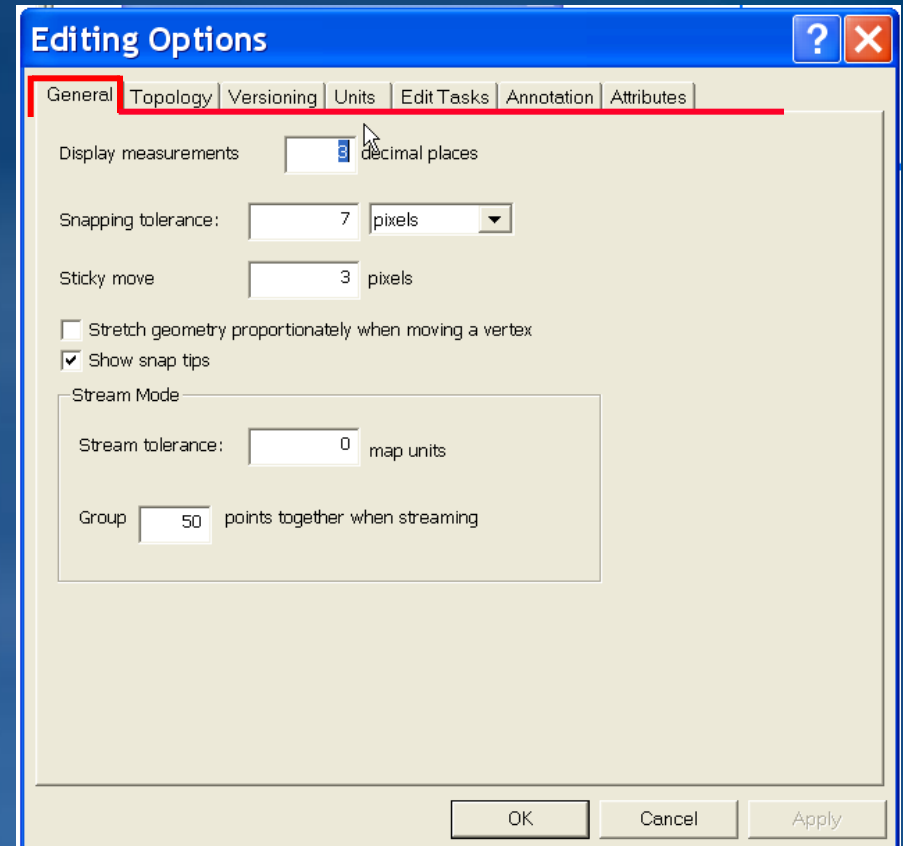 Editing Options
General Topology Versioning Units Edit Tasks Annotation Attributes
Display measurements 3 decimal places
Snapping tolerance: 7 pixels
Sticky move 3 pixels
Stretch geometry proportionately when moving a vertex
Show snap tips
Stream Mode
Stream tolerance: 0 map units
Group 50 points together when streaming
OK Cancel Apply